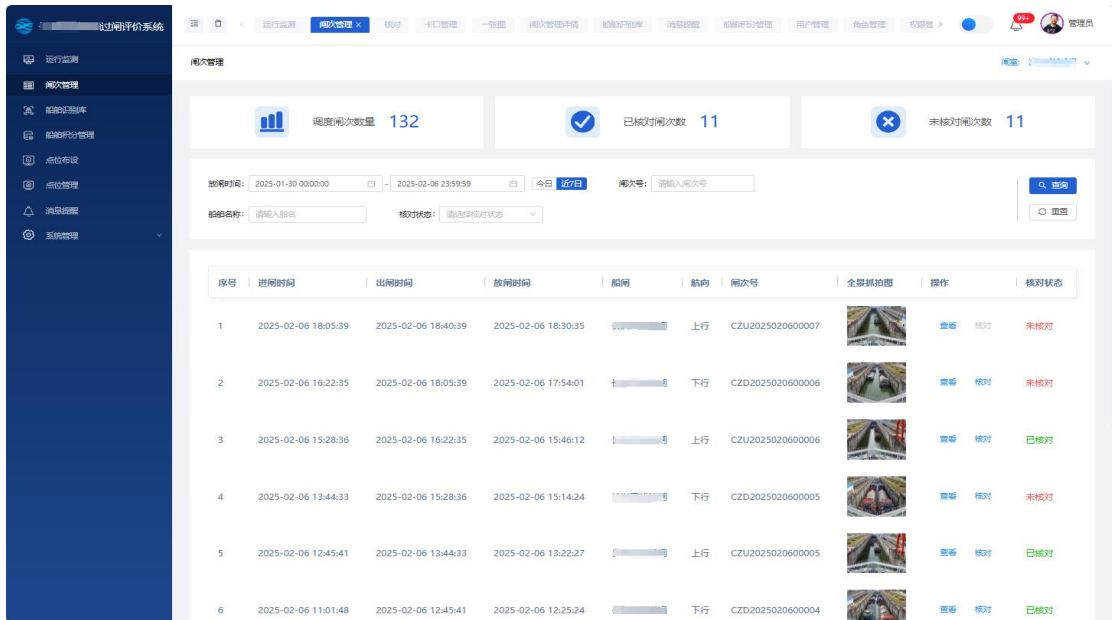 过闸评价系统
运行监测 闸次管理 × 核对 卡口管理 一张图 闸次管理详情 船舶识别库 消息提醒 船舶积分管理 用户管理 角色管理 权限管 99+ 管理员
运行监测
闸次管理
船舶识别库
船舶积分管理
点位布设
点位管理
消息提醒
系统管理
闸次管理 闸室:
调度闸次数量 132 已核对闸次数 11 未核对闸次数 11
放闸时间: 2025-01-30 00:00:00 - 2025-02-06 23:59:59 今日 近7日 闸次号: 请输入闸次号 查询
船舶名称: 请输入船名 核对状态: 请选择核对状态 重置
序号 进闸时间 出闸时间 放闸时间 船闸 航向 闸次号 全景抓拍图 操作 核对状态
1 2025-02-06 18:05:39 2025-02-06 18:40:39 2025-02-06 18:30:35 上行 CZU2025020600007 查看 核对 未核对
2 2025-02-06 16:22:35 2025-02-06 18:05:39 2025-02-06 17:54:01 下行 CZD2025020600006 查看 核对 未核对
3 2025-02-06 15:28:36 2025-02-06 16:22:35 2025-02-06 15:46:12 上行 CZU2025020600006 查看 核对 已核对
4 2025-02-06 13:44:33 2025-02-06 15:28:36 2025-02-06 15:14:24 下行 CZD2025020600005 查看 核对 未核对
5 2025-02-06 12:45:41 2025-02-06 13:44:33 2025-02-06 13:22:27 上行 CZU2025020600005 查看 核对 已核对
6 2025-02-06 11:01:48 2025-02-06 12:45:41 2025-02-06 12:25:24 下行 CZD2025020600004 查看 核对 已核对